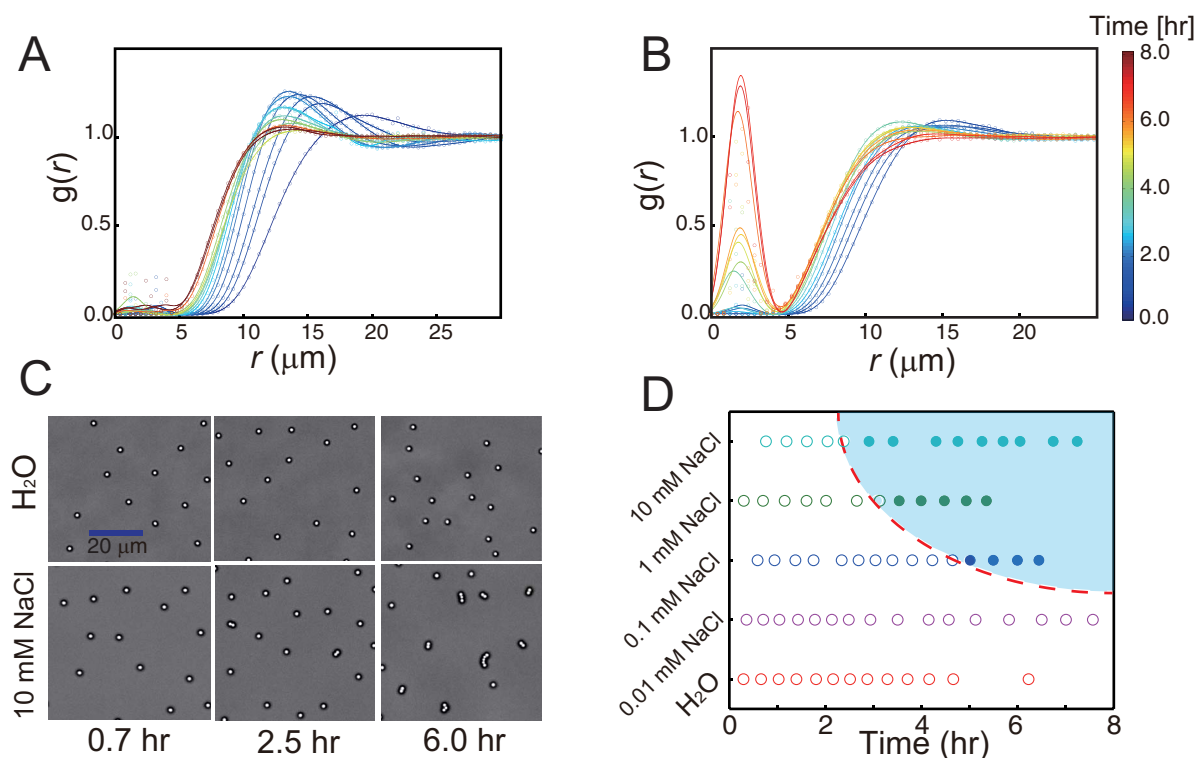 A
B
Time [hr]
8.0
6.0
4.0
2.0
0.0
g(r)
1.0
0.5
0.0
0
5
10
15
20
25
r (μm)
g(r)
1.0
0.5
0.0
0
5
10
15
20
r (μm)
C
H₂O
20 μm
10 mM NaCl
0.7 hr
2.5 hr
6.0 hr
D
10 mM NaCl
1 mM NaCl
0.1 mM NaCl
0.01 mM NaCl
H₂O
0
2
4
6
8
Time (hr)